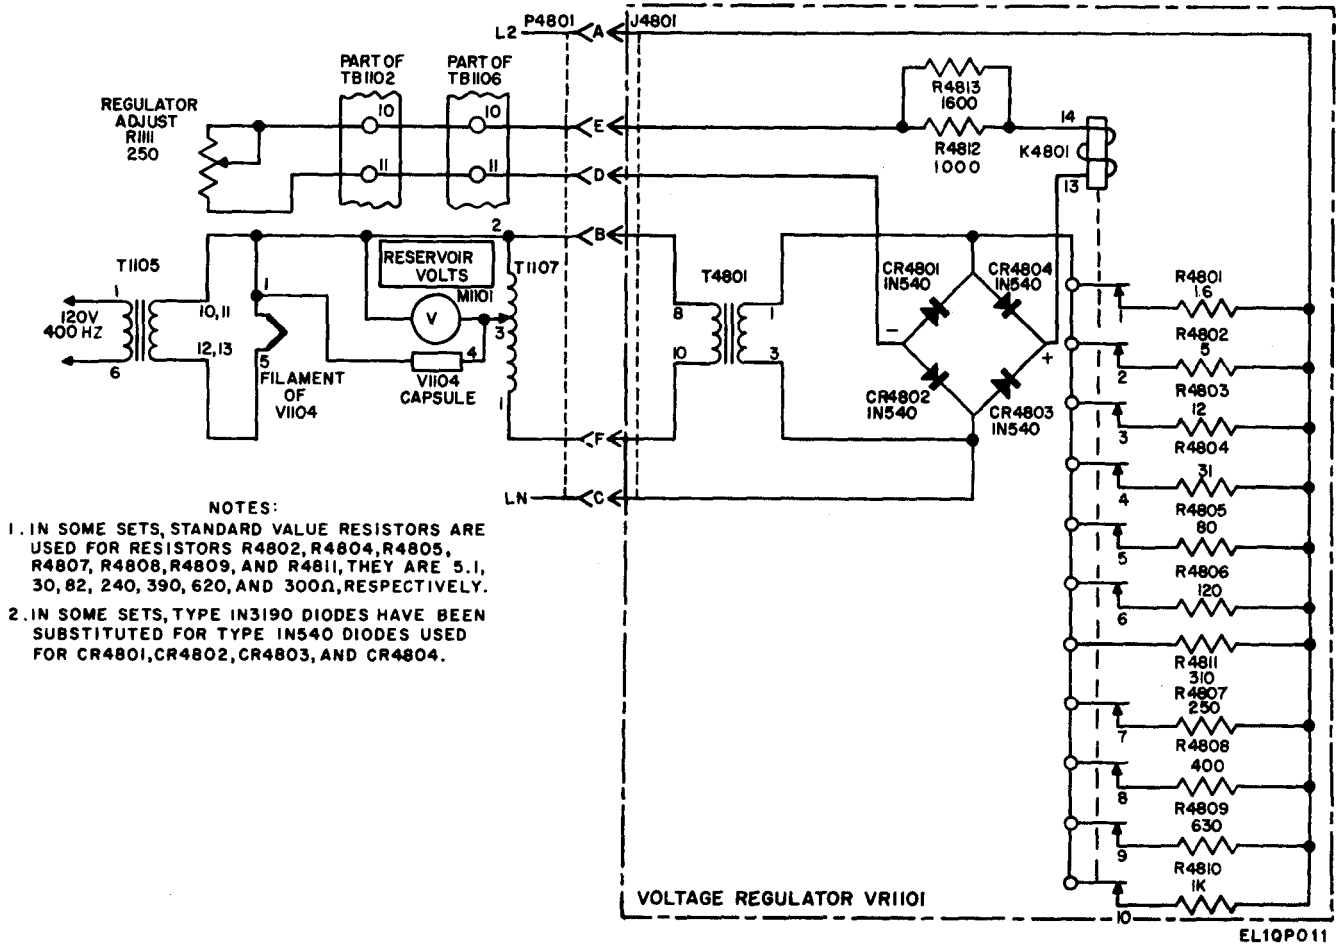 L2
P4801
A
J4801
PART OF
TB1102
PART OF
TB1106
REGULATOR
ADJUST
R1111
250
10
10
E
11
11
D
R4813
1600
R4812
1000
14
K4801
13
2
B
RESERVOIR
VOLTS
M1101
V
T1107
3
4
V1104
CAPSULE
1
T1105
1
120V
400 HZ
6
10,11
12,13
1
5
FILAMENT
OF
V1104
F
LN
C
T4801
8
10
1
3
CR4801
IN540
CR4804
IN540
-
+
CR4802
IN540
CR4803
IN540
R4801
1.6
1
R4802
5
2
R4803
12
3
R4804
31
4
R4805
80
5
R4806
120
6
R4811
310
R4807
250
7
R4808
400
8
R4809
630
9
R4810
1K
10
NOTES:
1. IN SOME SETS, STANDARD VALUE RESISTORS ARE
USED FOR RESISTORS R4802, R4804, R4805,
R4807, R4808, R4809, AND R4811, THEY ARE 5.1,
30, 82, 240, 390, 620, AND 300Ω, RESPECTIVELY.
2. IN SOME SETS, TYPE IN3190 DIODES HAVE BEEN
SUBSTITUTED FOR TYPE IN540 DIODES USED
FOR CR4801, CR4802, CR4803, AND CR4804.
VOLTAGE REGULATOR VR1101
EL1QP011